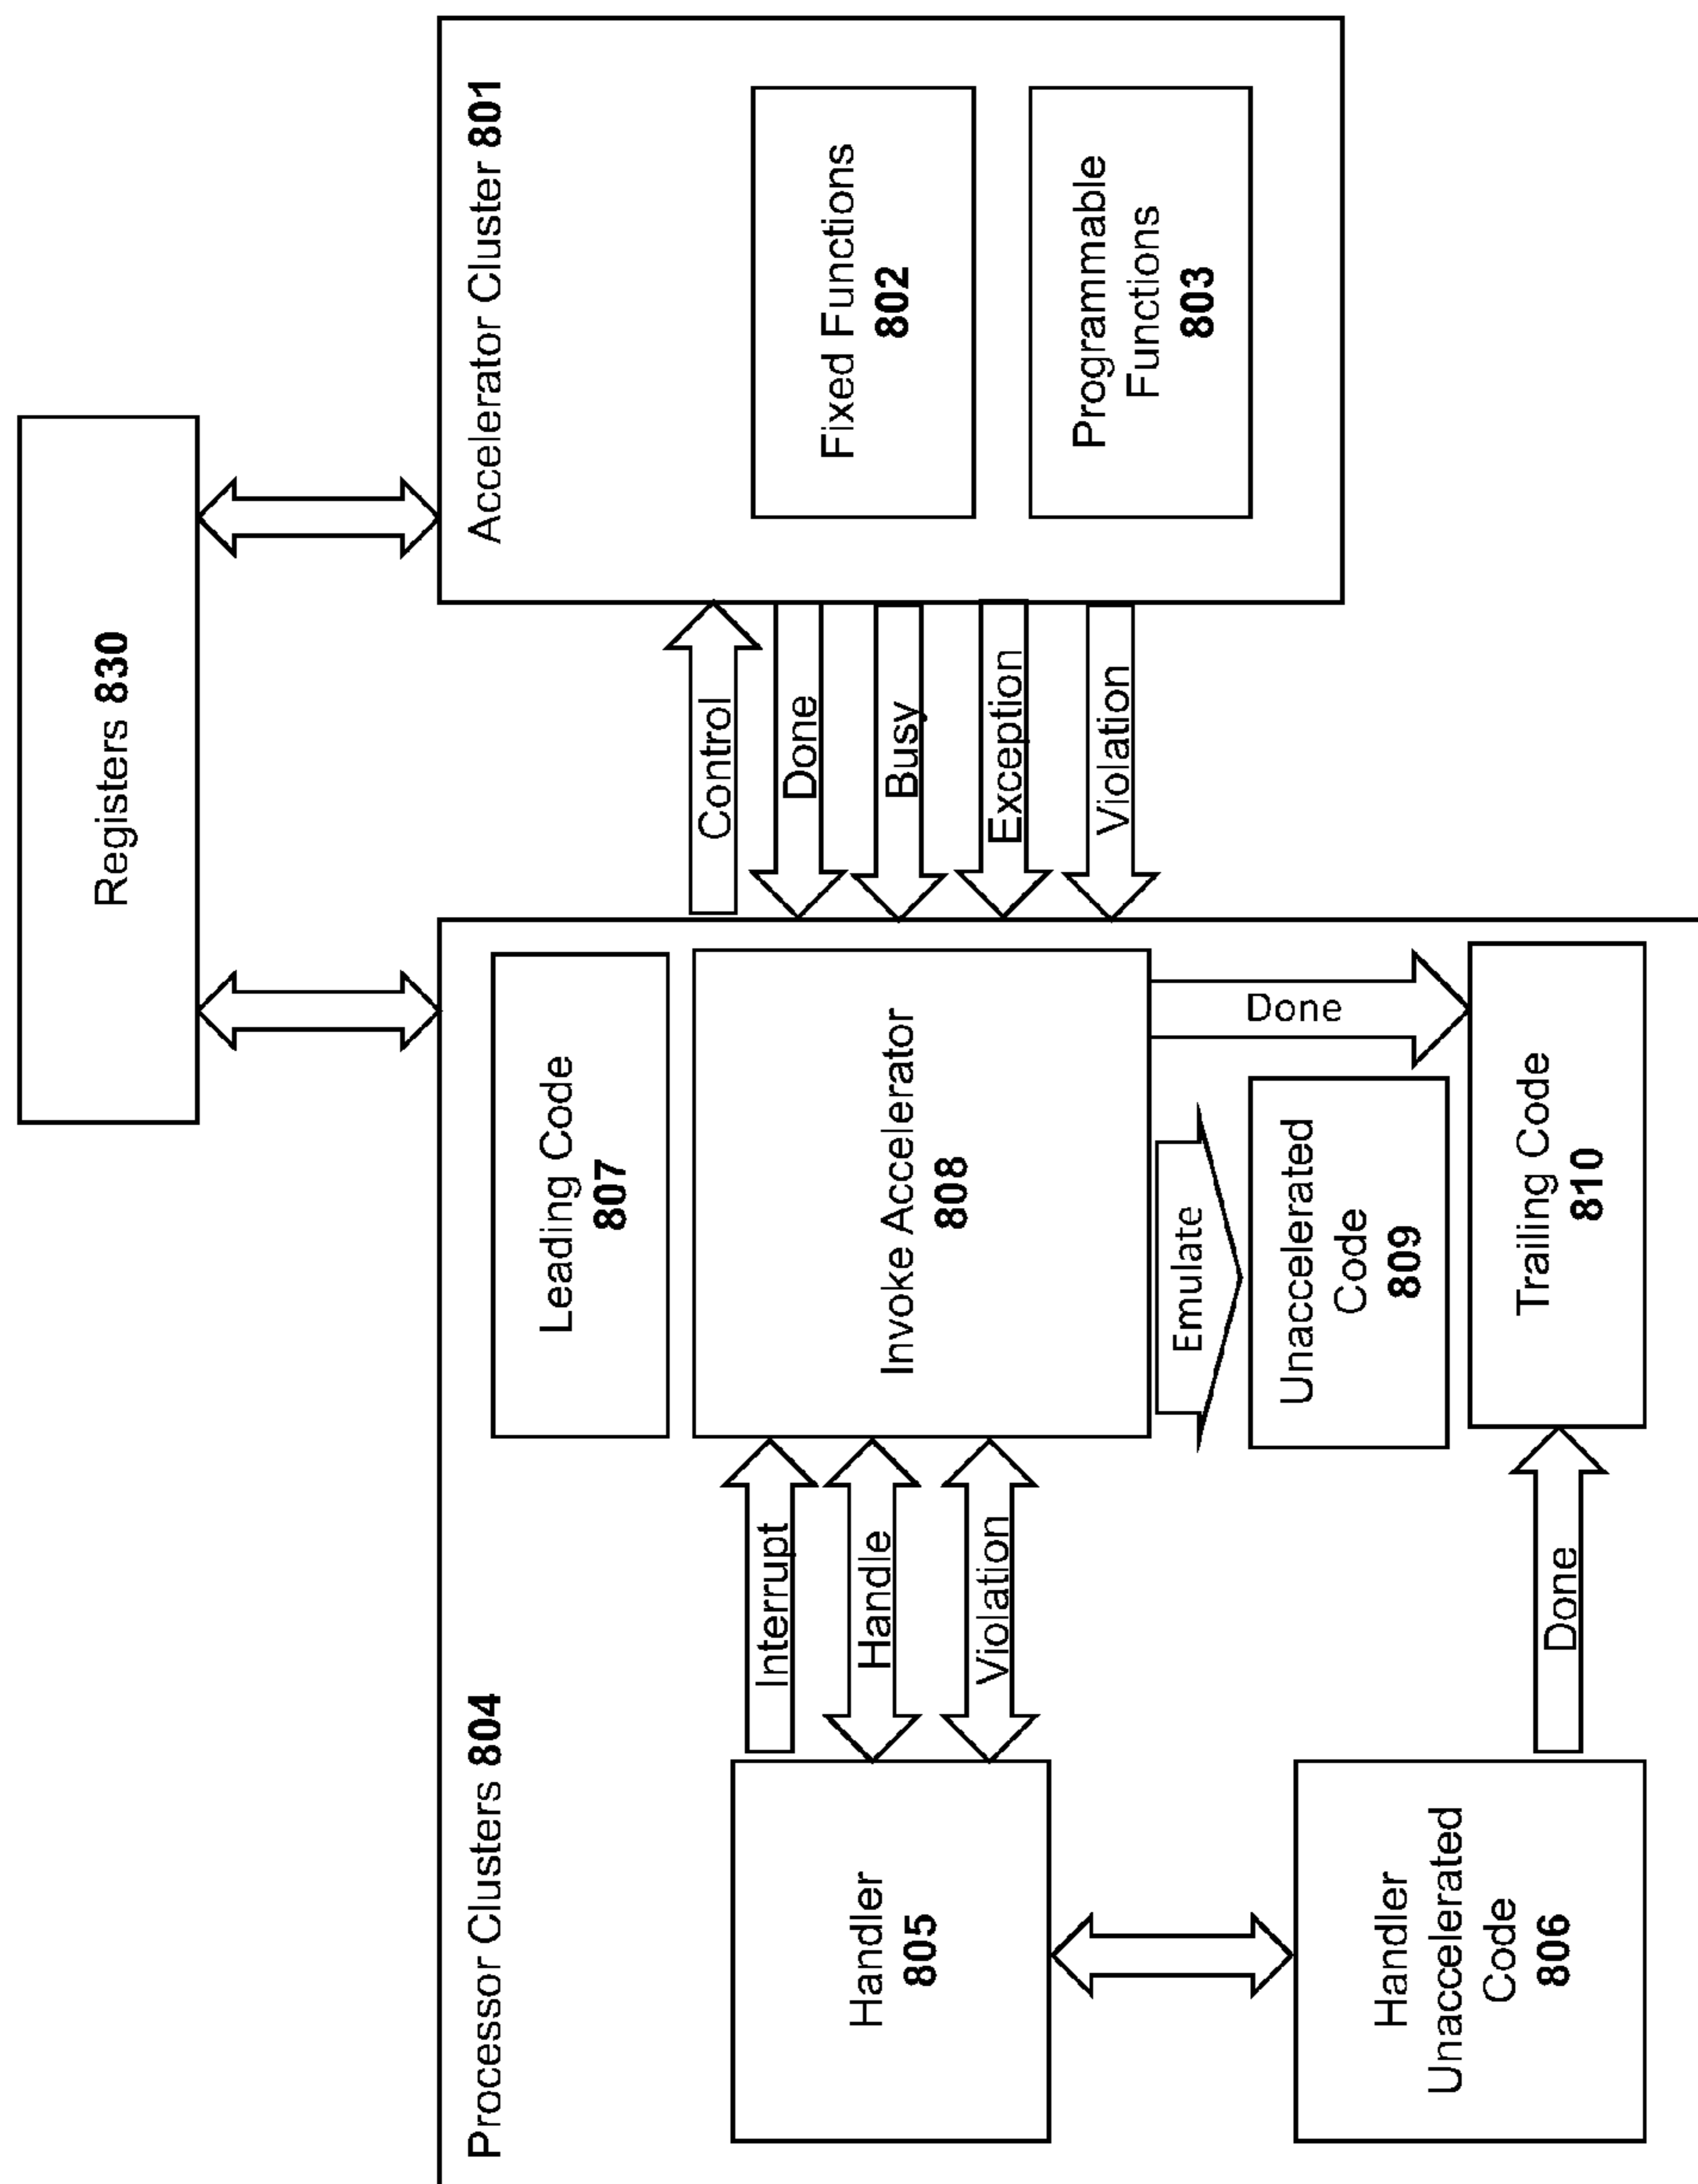 Registers 830
Processor Clusters 804
Accelerator Cluster 801
Leading Code
807
Handler
805
Interrupt
Handle
Violation
Invoke Accelerator
808
Control
Done
Busy
Exception
Violation
Fixed Functions
802
Programmable
Functions
803
Emulate
Done
Unaccelerated
Code
809
Handler
Unaccelerated
Code
806
Done
Trailing Code
810